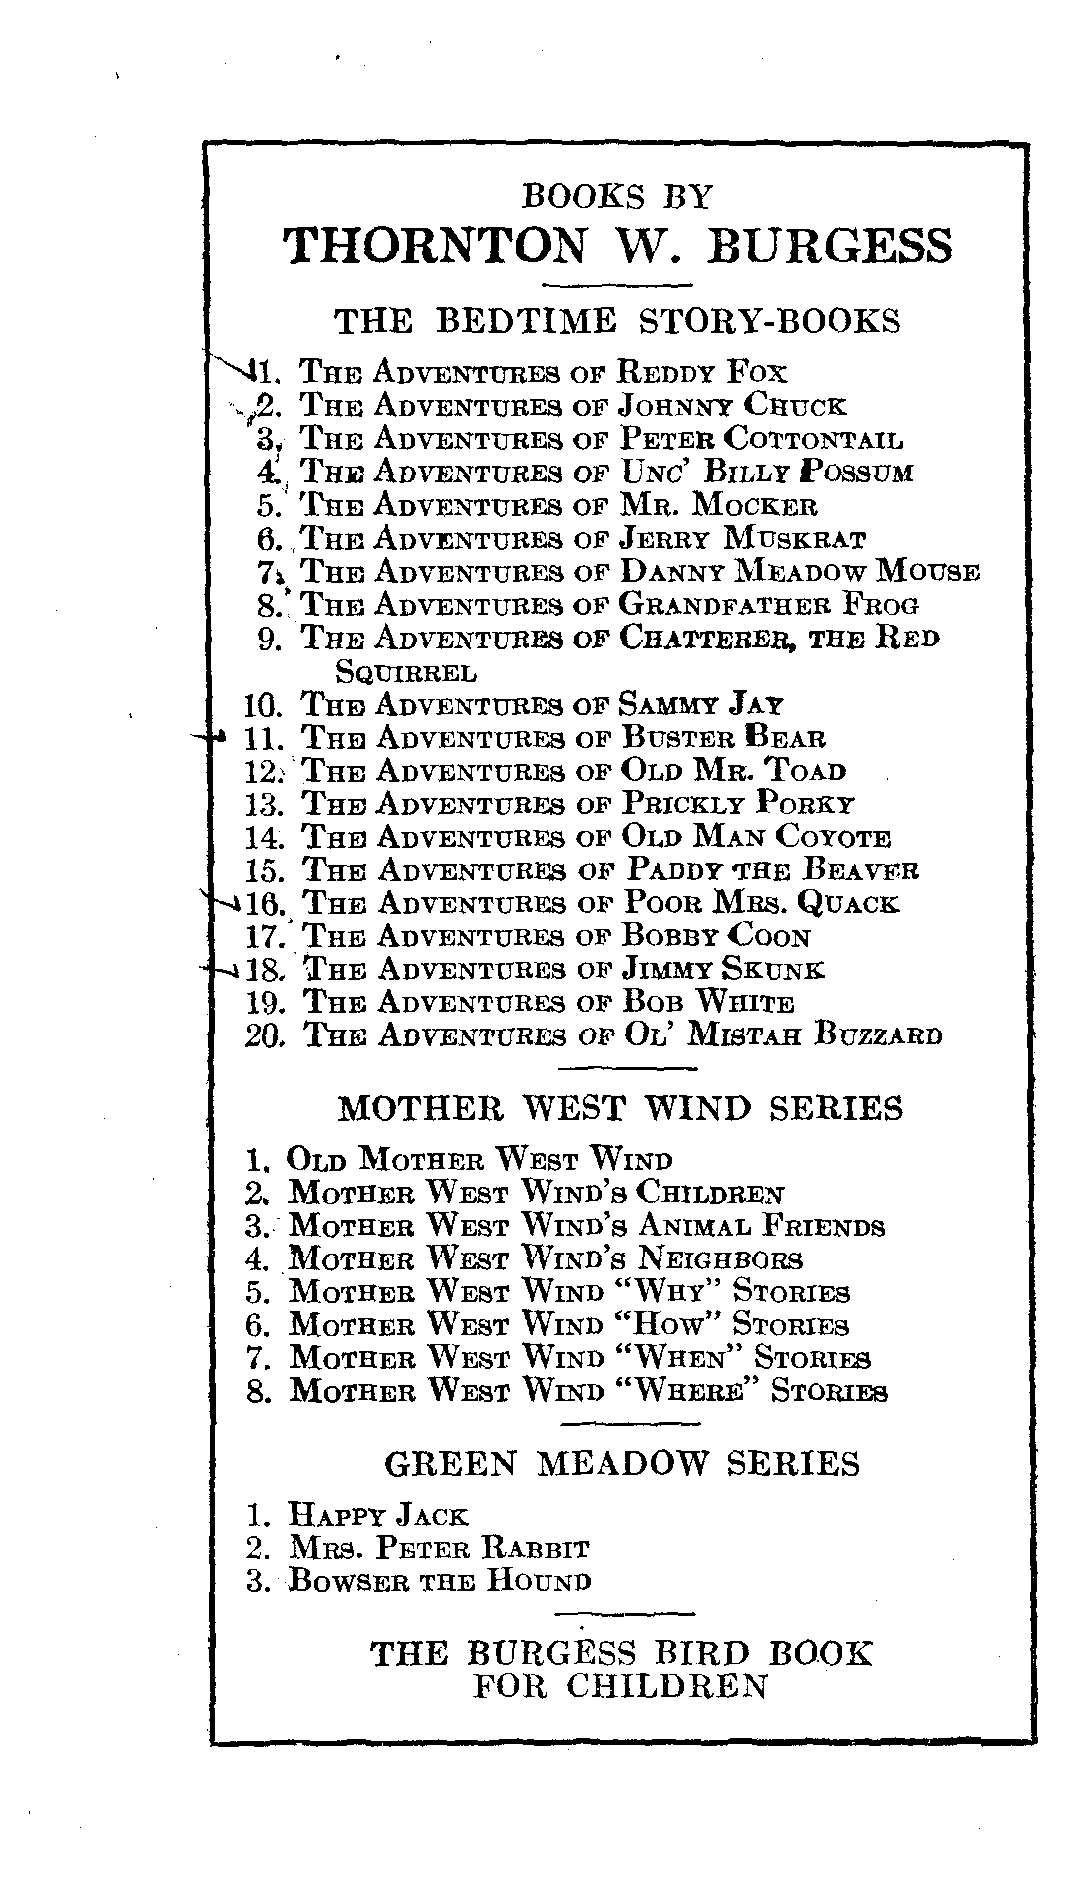 BOOKS BY
THORNTON W. BURGESS
THE BEDTIME STORY-BOOKS
1. THE ADVENTURES OF REDDY FOX
2. THE ADVENTURES OF JOHNNY CHUCK
3. THE ADVENTURES OF PETER COTTONTAIL
4. THE ADVENTURES OF UNC' BILLY POSSUM
5. THE ADVENTURES OF MR. MOCKER
6. THE ADVENTURES OF JERRY MUSKRAT
7. THE ADVENTURES OF DANNY MEADOW MOUSE
8. THE ADVENTURES OF GRANDFATHER FROG
9. THE ADVENTURES OF CHATTERER, THE RED
SQUIRREL
10. THE ADVENTURES OF SAMMY JAY
11. THE ADVENTURES OF BUSTER BEAR
12. THE ADVENTURES OF OLD MR. TOAD
13. THE ADVENTURES OF PRICKLY PORKY
14. THE ADVENTURES OF OLD MAN COYOTE
15. THE ADVENTURES OF PADDY THE BEAVER
16. THE ADVENTURES OF POOR MRS. QUACK
17. THE ADVENTURES OF BOBBY COON
18. THE ADVENTURES OF JIMMY SKUNK
19. THE ADVENTURES OF BOB WHITE
20. THE ADVENTURES OF OL' MISTAH BUZZARD
MOTHER WEST WIND SERIES
1. OLD MOTHER WEST WIND
2. MOTHER WEST WIND'S CHILDREN
3. MOTHER WEST WIND'S ANIMAL FRIENDS
4. MOTHER WEST WIND'S NEIGHBORS
5. MOTHER WEST WIND "WHY" STORIES
6. MOTHER WEST WIND "HOW" STORIES
7. MOTHER WEST WIND "WHEN" STORIES
8. MOTHER WEST WIND "WHERE" STORIES
GREEN MEADOW SERIES
1. HAPPY JACK
2. MRS. PETER RABBIT
3. BOWSER THE HOUND
THE BURGESS BIRD BOOK
FOR CHILDREN